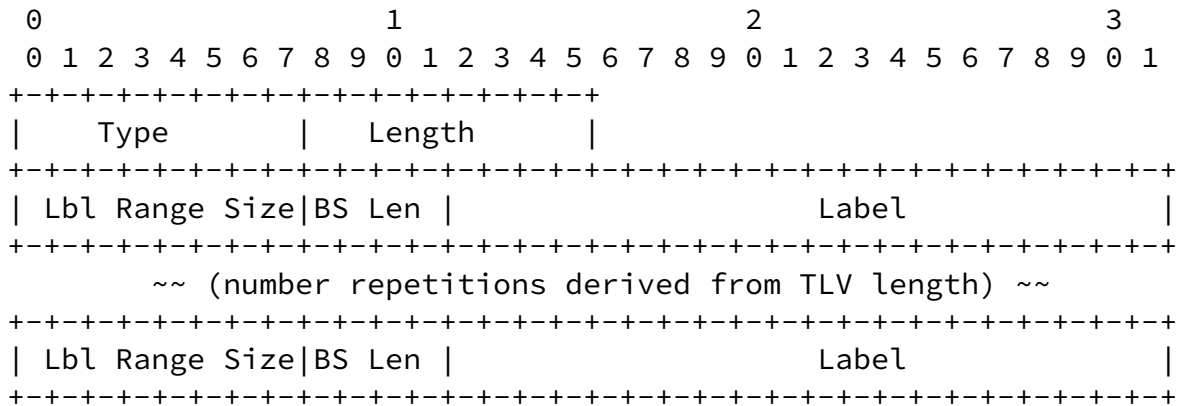 0                   1                   2                   3
 0 1 2 3 4 5 6 7 8 9 0 1 2 3 4 5 6 7 8 9 0 1 2 3 4 5 6 7 8 9 0 1
+-+-+-+-+-+-+-+-+-+-+-+-+-+-+-+-+
|    Type       |   Length      |
+-+-+-+-+-+-+-+-+-+-+-+-+-+-+-+-+-+-+-+-+-+-+-+-+-+-+-+-+-+-+-+-+
| Lbl Range Size|BS Len |                    Label              |
+-+-+-+-+-+-+-+-+-+-+-+-+-+-+-+-+-+-+-+-+-+-+-+-+-+-+-+-+-+-+-+-+
        ~~ (number repetitions derived from TLV length) ~~
+-+-+-+-+-+-+-+-+-+-+-+-+-+-+-+-+-+-+-+-+-+-+-+-+-+-+-+-+-+-+-+-+
| Lbl Range Size|BS Len |                    Label              |
+-+-+-+-+-+-+-+-+-+-+-+-+-+-+-+-+-+-+-+-+-+-+-+-+-+-+-+-+-+-+-+-+